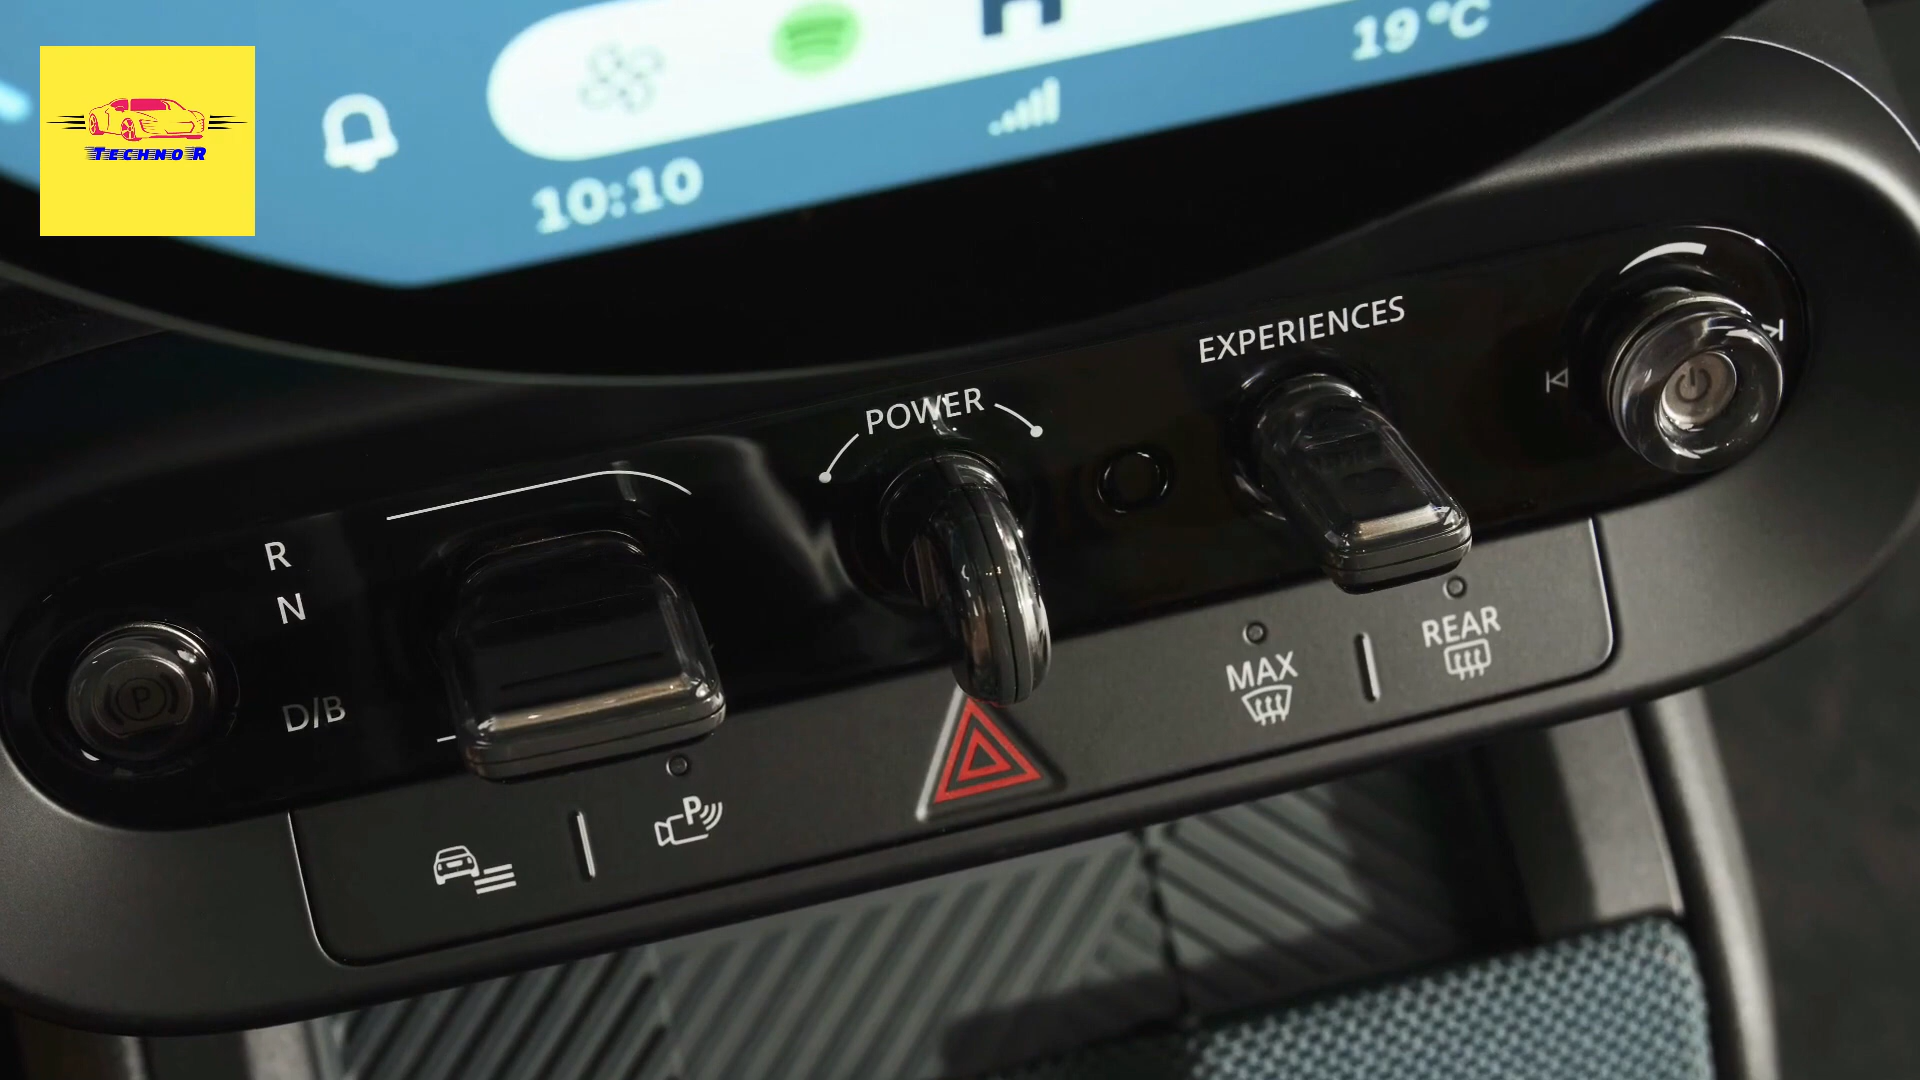 TECHNO R
19 °C
10:10
EXPERIENCES
POWER
R
N
D/B
P
MAX
REAR
P